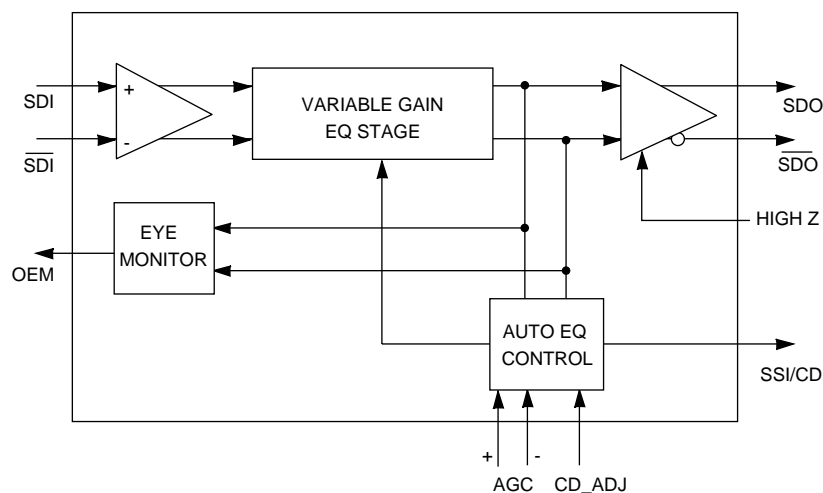 SDI
SDI
+
-
VARIABLE GAIN
EQ STAGE
SDO
SDO
HIGH Z
EYE
MONITOR
OEM
AUTO EQ
CONTROL
SSI/CD
+
-
AGC
CD_ADJ